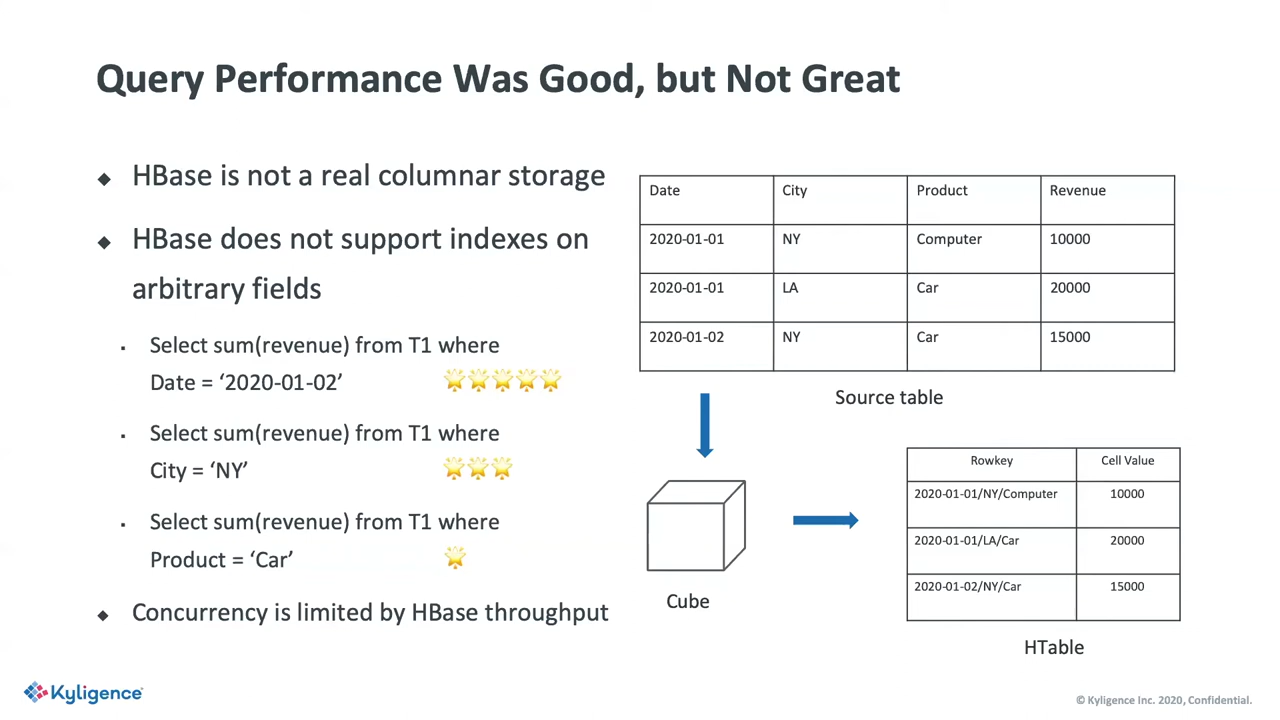 Query Performance Was Good, but Not Great
◆ HBase is not a real columnar storage
◆ HBase does not support indexes on
arbitrary fields
▪ Select sum(revenue) from T1 where
Date = ‘2020-01-02’ 🌟🌟🌟🌟🌟
▪ Select sum(revenue) from T1 where
City = ‘NY’ 🌟🌟🌟
▪ Select sum(revenue) from T1 where
Product = ‘Car’ 🌟
◆ Concurrency is limited by HBase throughput
Date City Product Revenue
2020-01-01 NY Computer 10000
2020-01-01 LA Car 20000
2020-01-02 NY Car 15000
Source table
Cube
Rowkey Cell Value
2020-01-01/NY/Computer 10000
2020-01-01/LA/Car 20000
2020-01-02/NY/Car 15000
HTable
Kyligence
© Kyligence Inc. 2020, Confidential.